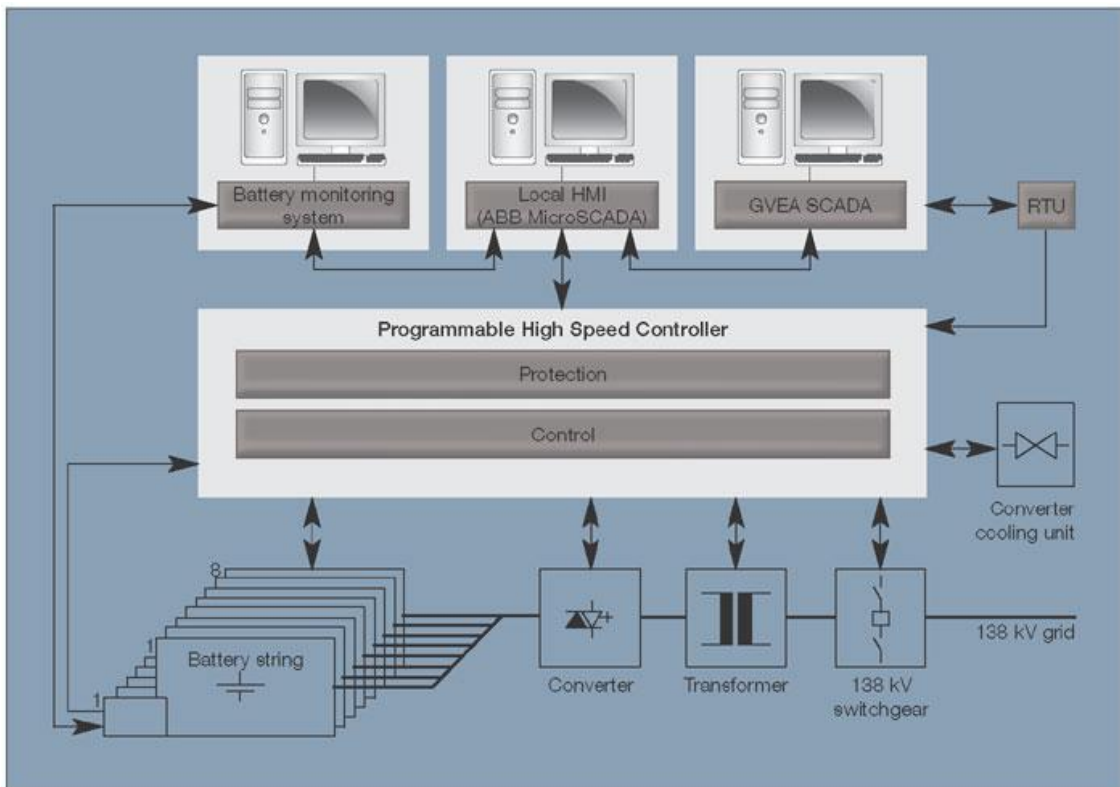 Battery monitoring
system
Local HMI
(ABB MicroSCADA)
GVEA SCADA
RTU
Programmable High Speed Controller
Protection
Control
Converter
cooling unit
8
1
Battery string
1
Converter
Transformer
138 kV
switchgear
138 kV grid